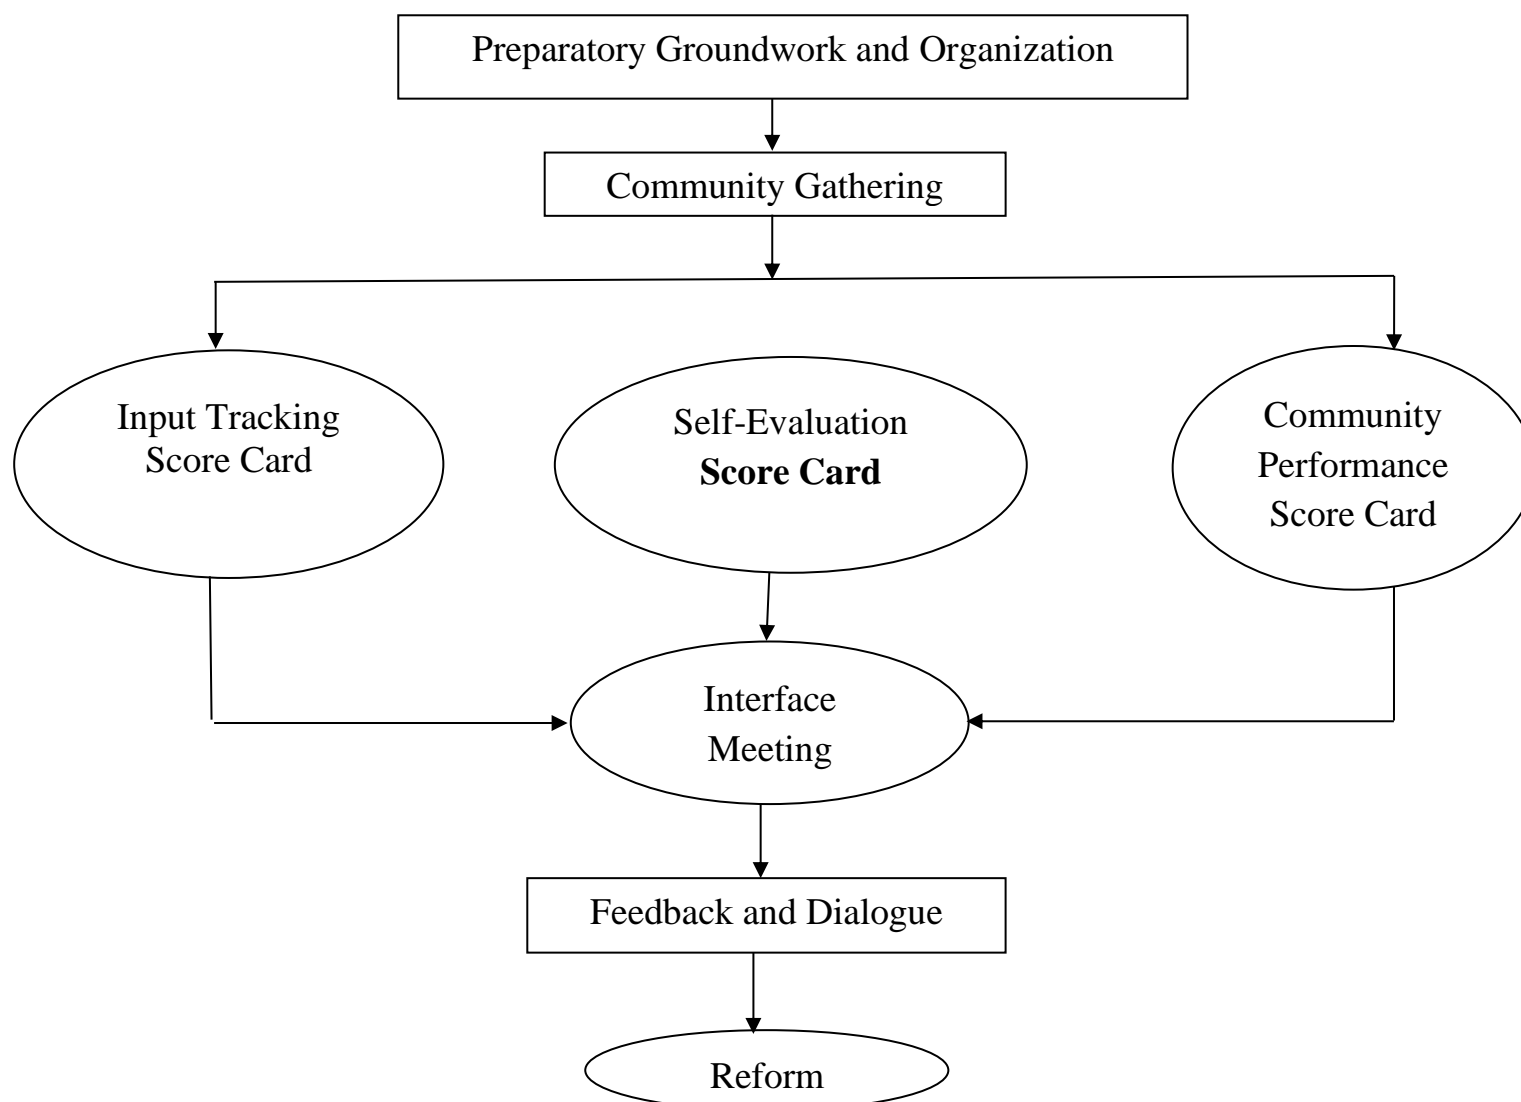 Preparatory Groundwork and Organization
Community Gathering
Input Tracking
Score Card
Self-Evaluation
Score Card
Community
Performance
Score Card
Interface
Meeting
Feedback and Dialogue
Reform